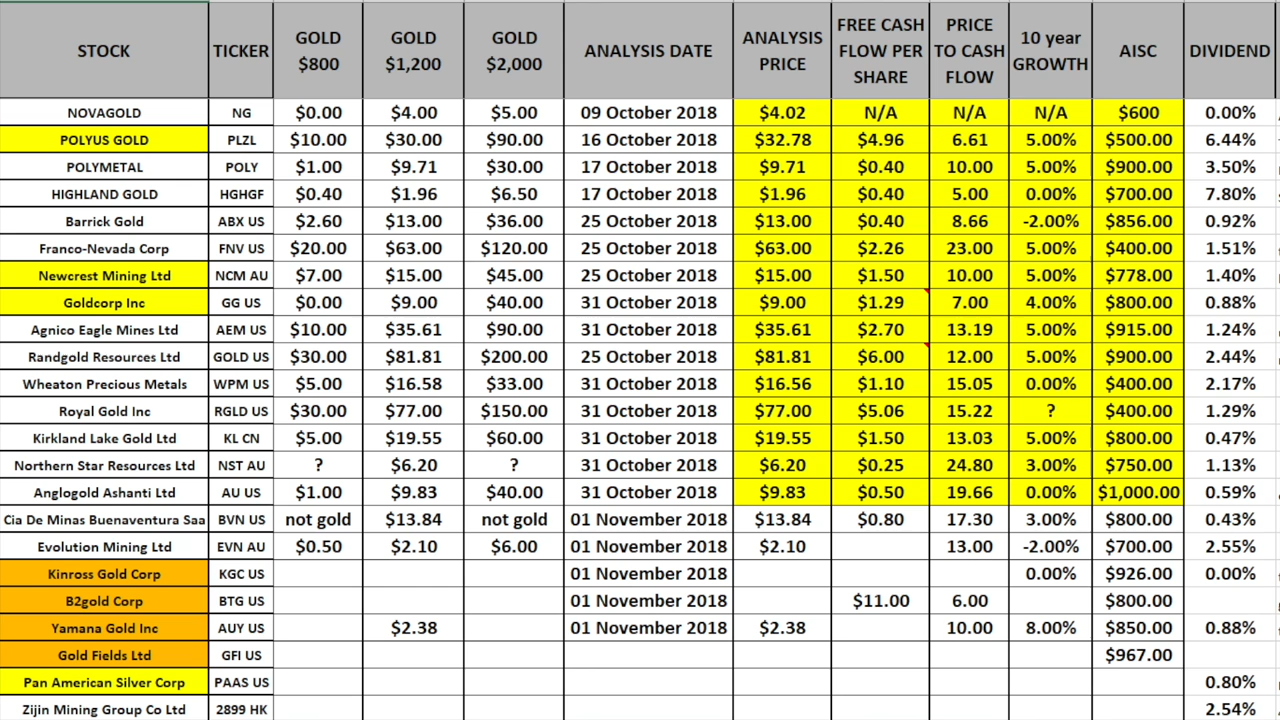 STOCK TICKER GOLD $800 GOLD $1,200 GOLD $2,000 ANALYSIS DATE ANALYSIS PRICE FREE CASH FLOW PER SHARE PRICE TO CASH FLOW 10 year GROWTH AISC DIVIDEND
NOVAGOLD NG $0.00 $4.00 $5.00 09 October 2018 $4.02 N/A N/A N/A $600 0.00%
POLYUS GOLD PLZL $10.00 $30.00 $90.00 16 October 2018 $32.78 $4.96 6.61 5.00% $500.00 6.44%
POLYMETAL POLY $1.00 $9.71 $30.00 17 October 2018 $9.71 $0.40 10.00 5.00% $900.00 3.50%
HIGHLAND GOLD HGHGF $0.40 $1.96 $6.50 17 October 2018 $1.96 $0.40 5.00 0.00% $700.00 7.80%
Barrick Gold ABX US $2.60 $13.00 $36.00 25 October 2018 $13.00 $0.40 8.66 -2.00% $856.00 0.92%
Franco-Nevada Corp FNV US $20.00 $63.00 $120.00 25 October 2018 $63.00 $2.26 23.00 5.00% $400.00 1.51%
Newcrest Mining Ltd NCM AU $7.00 $15.00 $45.00 25 October 2018 $15.00 $1.50 10.00 5.00% $778.00 1.40%
Goldcorp Inc GG US $0.00 $9.00 $40.00 31 October 2018 $9.00 $1.29 7.00 4.00% $800.00 0.88%
Agnico Eagle Mines Ltd AEM US $10.00 $35.61 $90.00 31 October 2018 $35.61 $2.70 13.19 5.00% $915.00 1.24%
Randgold Resources Ltd GOLD US $30.00 $81.81 $200.00 25 October 2018 $81.81 $6.00 12.00 5.00% $900.00 2.44%
Wheaton Precious Metals WPM US $5.00 $16.58 $33.00 31 October 2018 $16.56 $1.10 15.05 0.00% $400.00 2.17%
Royal Gold Inc RGLD US $30.00 $77.00 $150.00 31 October 2018 $77.00 $5.06 15.22 ? $400.00 1.29%
Kirkland Lake Gold Ltd KL CN $5.00 $19.55 $60.00 31 October 2018 $19.55 $1.50 13.03 5.00% $800.00 0.47%
Northern Star Resources Ltd NST AU ? $6.20 ? 31 October 2018 $6.20 $0.25 24.80 3.00% $750.00 1.13%
Anglogold Ashanti Ltd AU US $1.00 $9.83 $40.00 31 October 2018 $9.83 $0.50 19.66 0.00% $1,000.00 0.59%
Cia De Minas Buenaventura Saa BVN US not gold $13.84 not gold 01 November 2018 $13.84 $0.80 17.30 3.00% $800.00 0.43%
Evolution Mining Ltd EVN AU $0.50 $2.10 $6.00 01 November 2018 $2.10 13.00 -2.00% $700.00 2.55%
Kinross Gold Corp KGC US 01 November 2018 0.00% $926.00 0.00%
B2gold Corp BTG US 01 November 2018 $11.00 6.00 $800.00
Yamana Gold Inc AUY US $2.38 01 November 2018 $2.38 10.00 8.00% $850.00 0.88%
Gold Fields Ltd GFI US $967.00
Pan American Silver Corp PAAS US 0.80%
Zijin Mining Group Co Ltd 2899 HK 2.54%